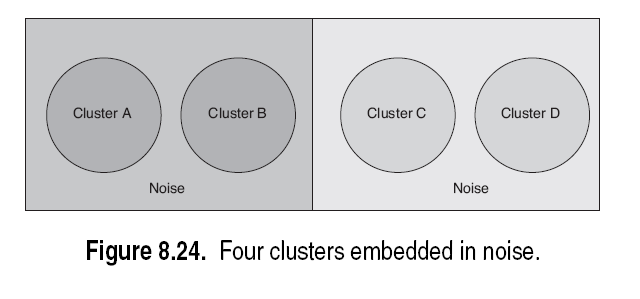 Cluster A Cluster B Cluster C Cluster D
Noise Noise
Figure 8.24. Four clusters embedded in noise.